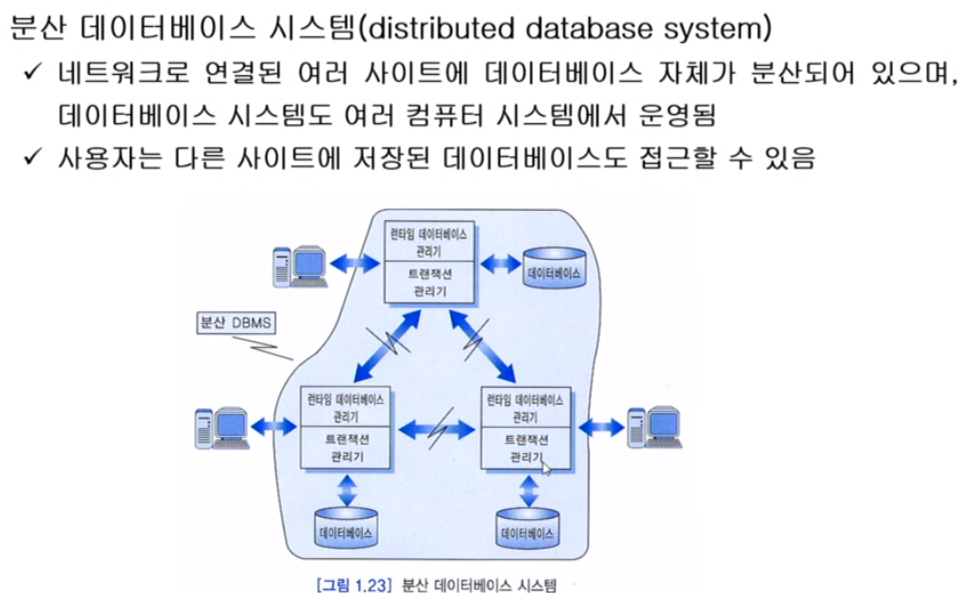 분산 데이터베이스 시스템(distributed database system)
✓ 네트워크로 연결된 여러 사이트에 데이터베이스 자체가 분산되어 있으며,
데이터베이스 시스템도 여러 컴퓨터 시스템에서 운영됨
✓ 사용자는 다른 사이트에 저장된 데이터베이스도 접근할 수 있음
런타임 데이터베이스
관리기
트랜잭션
관리기
데이터베이스
분산 DBMS
런타임 데이터베이스
관리기
트랜잭션
관리기
데이터베이스
런타임 데이터베이스
관리기
트랜잭션
관리기
데이터베이스
[그림 1.23] 분산 데이터베이스 시스템